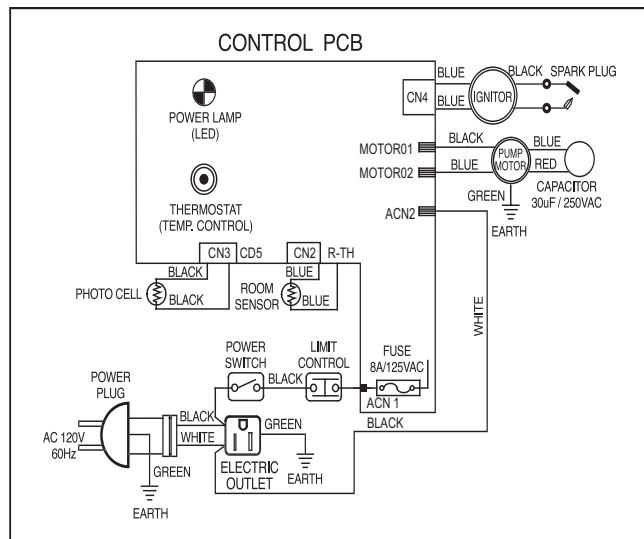 CONTROL PCB
POWER LAMP
(LED)
THERMOSTAT
(TEMP. CONTROL)
CN4
BLUE
BLUE
IGNITOR
BLACK
SPARK PLUG
MOTOR01
BLACK
MOTOR02
BLUE
PUMP
MOTOR
BLUE
RED
CAPACITOR
30uF / 250VAC
GREEN
EARTH
ACN2
WHITE
CN3
CD5
CN2
R-TH
BLACK
BLACK
PHOTO CELL
BLUE
BLUE
ROOM
SENSOR
POWER
SWITCH
BLACK
LIMIT
CONTROL
FUSE
8A/125VAC
ACN 1
BLACK
POWER
PLUG
AC 120V
60Hz
BLACK
WHITE
GREEN
EARTH
ELECTRIC
OUTLET
GREEN
EARTH